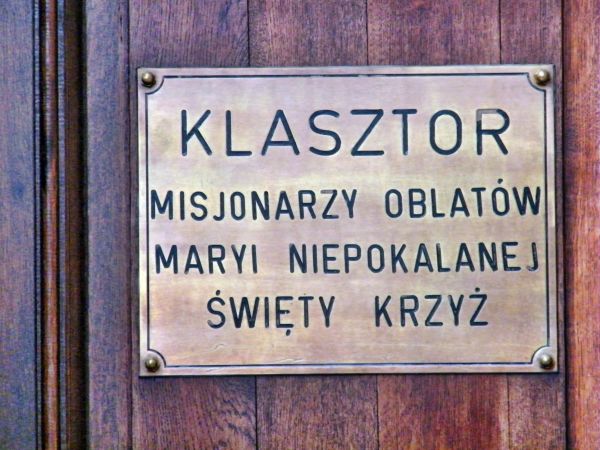 KLASZTOR
MISJONARZY OBLATÓW
MARYI NIEPOKALANEJ
ŚWIĘTY KRZYŻ